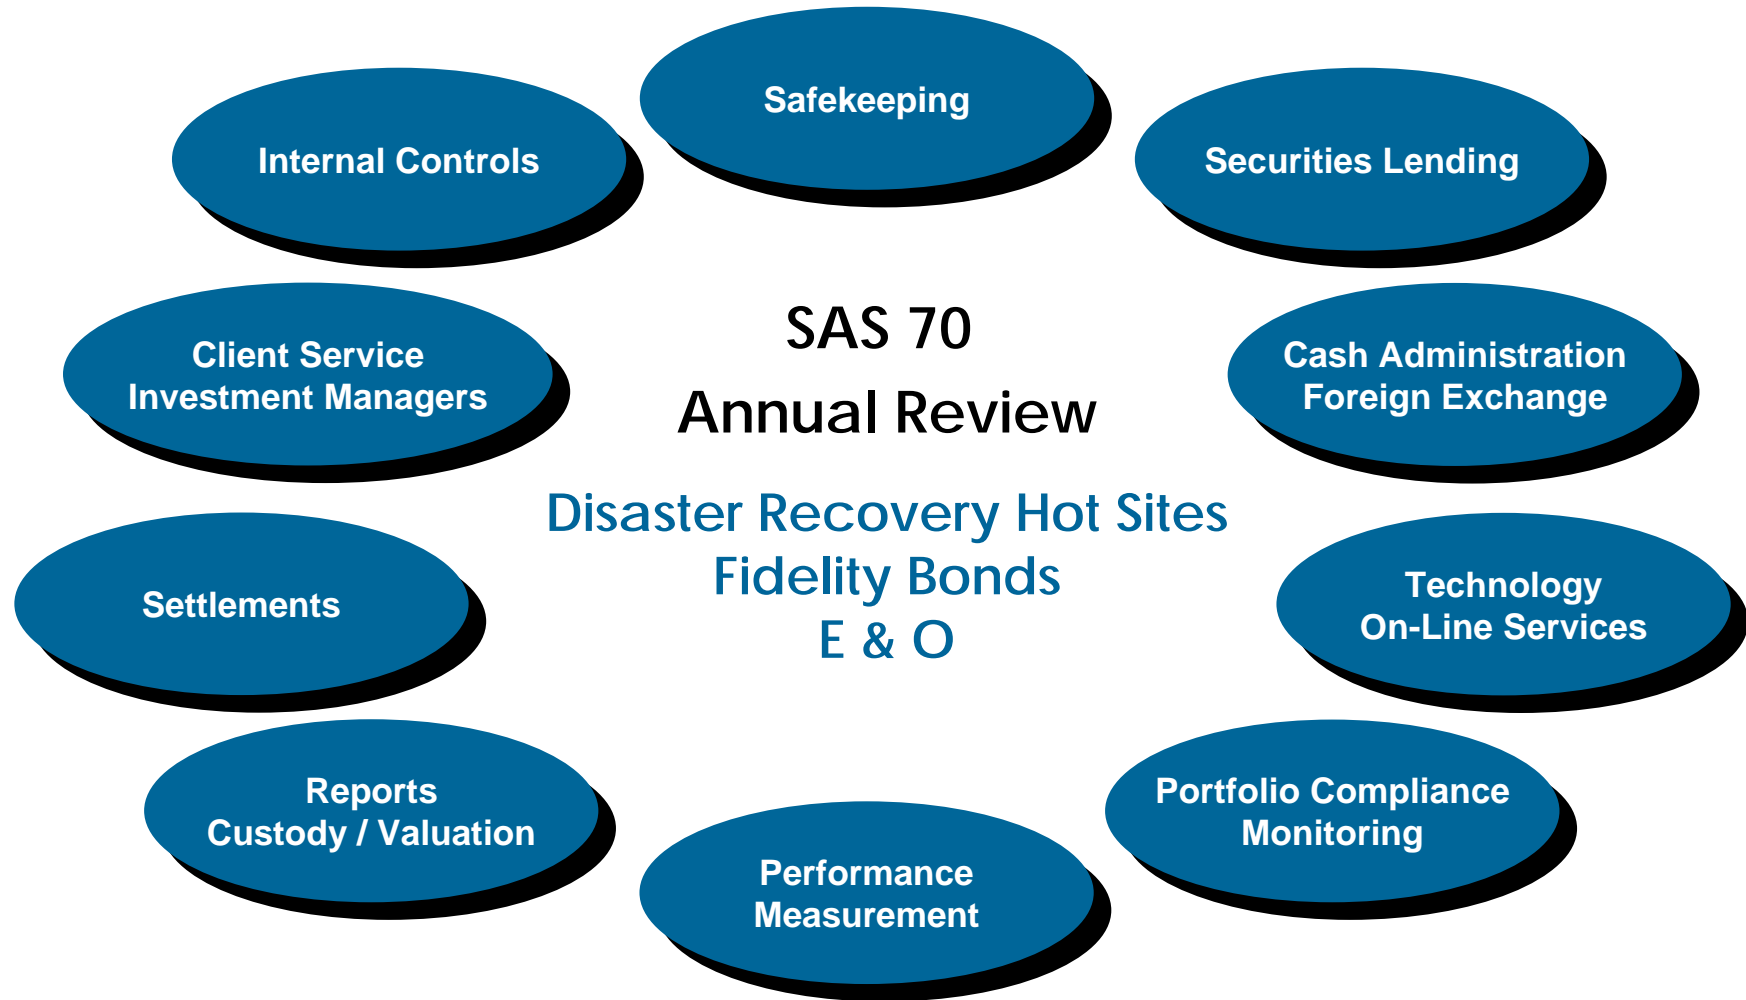 Safekeeping
Internal Controls
Securities Lending
SAS 70
Annual Review
Client Service
Investment Managers
Cash Administration
Foreign Exchange
Disaster Recovery Hot Sites
Fidelity Bonds
E & O
Settlements
Technology
On-Line Services
Reports
Custody / Valuation
Portfolio Compliance
Monitoring
Performance
Measurement